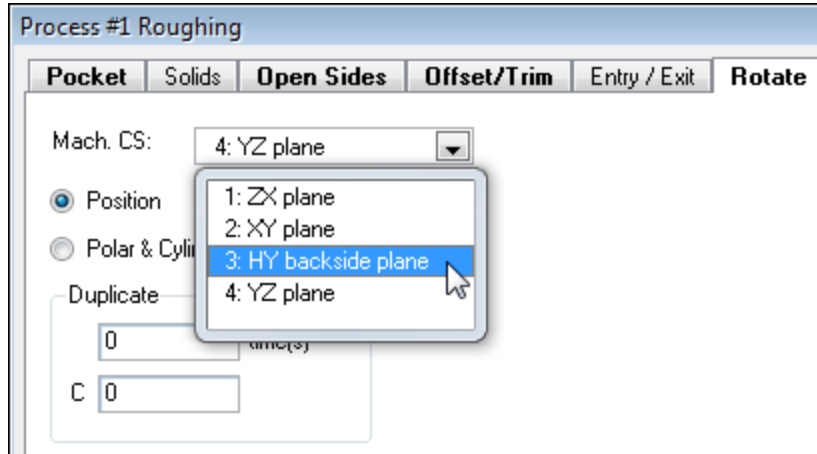 Process #1 Roughing
Pocket Solids Open Sides Offset/Trim Entry / Exit Rotate
Mach. CS: 4: YZ plane
1: ZX plane
Position
2: XY plane
Polar &
3: HY backside plane
Duplicate
4: YZ plane
0 time(s)
C 0